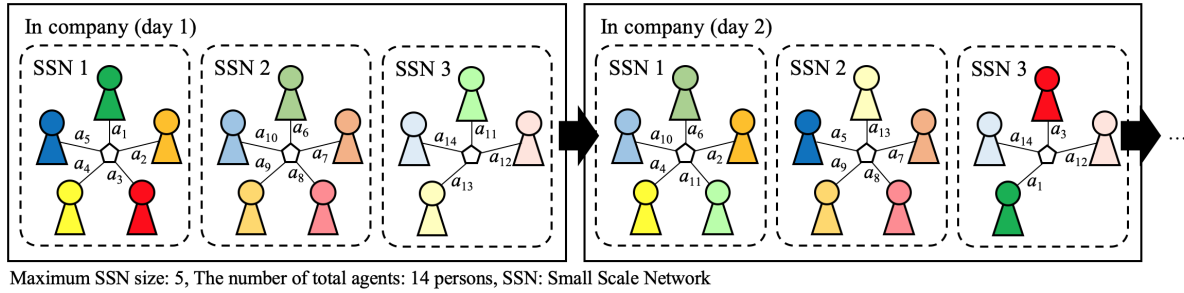 In company (day 1)
SSN 1
a1
a5
a2
a4
a3
SSN 2
a10
a6
a7
a9
a8
SSN 3
a14
a11
a12
a13
In company (day 2)
SSN 1
a10
a6
a2
a4
a11
SSN 2
a5
a13
a7
a9
a8
SSN 3
a14
a3
a12
a1
...
Maximum SSN size: 5, The number of total agents: 14 persons, SSN: Small Scale Network